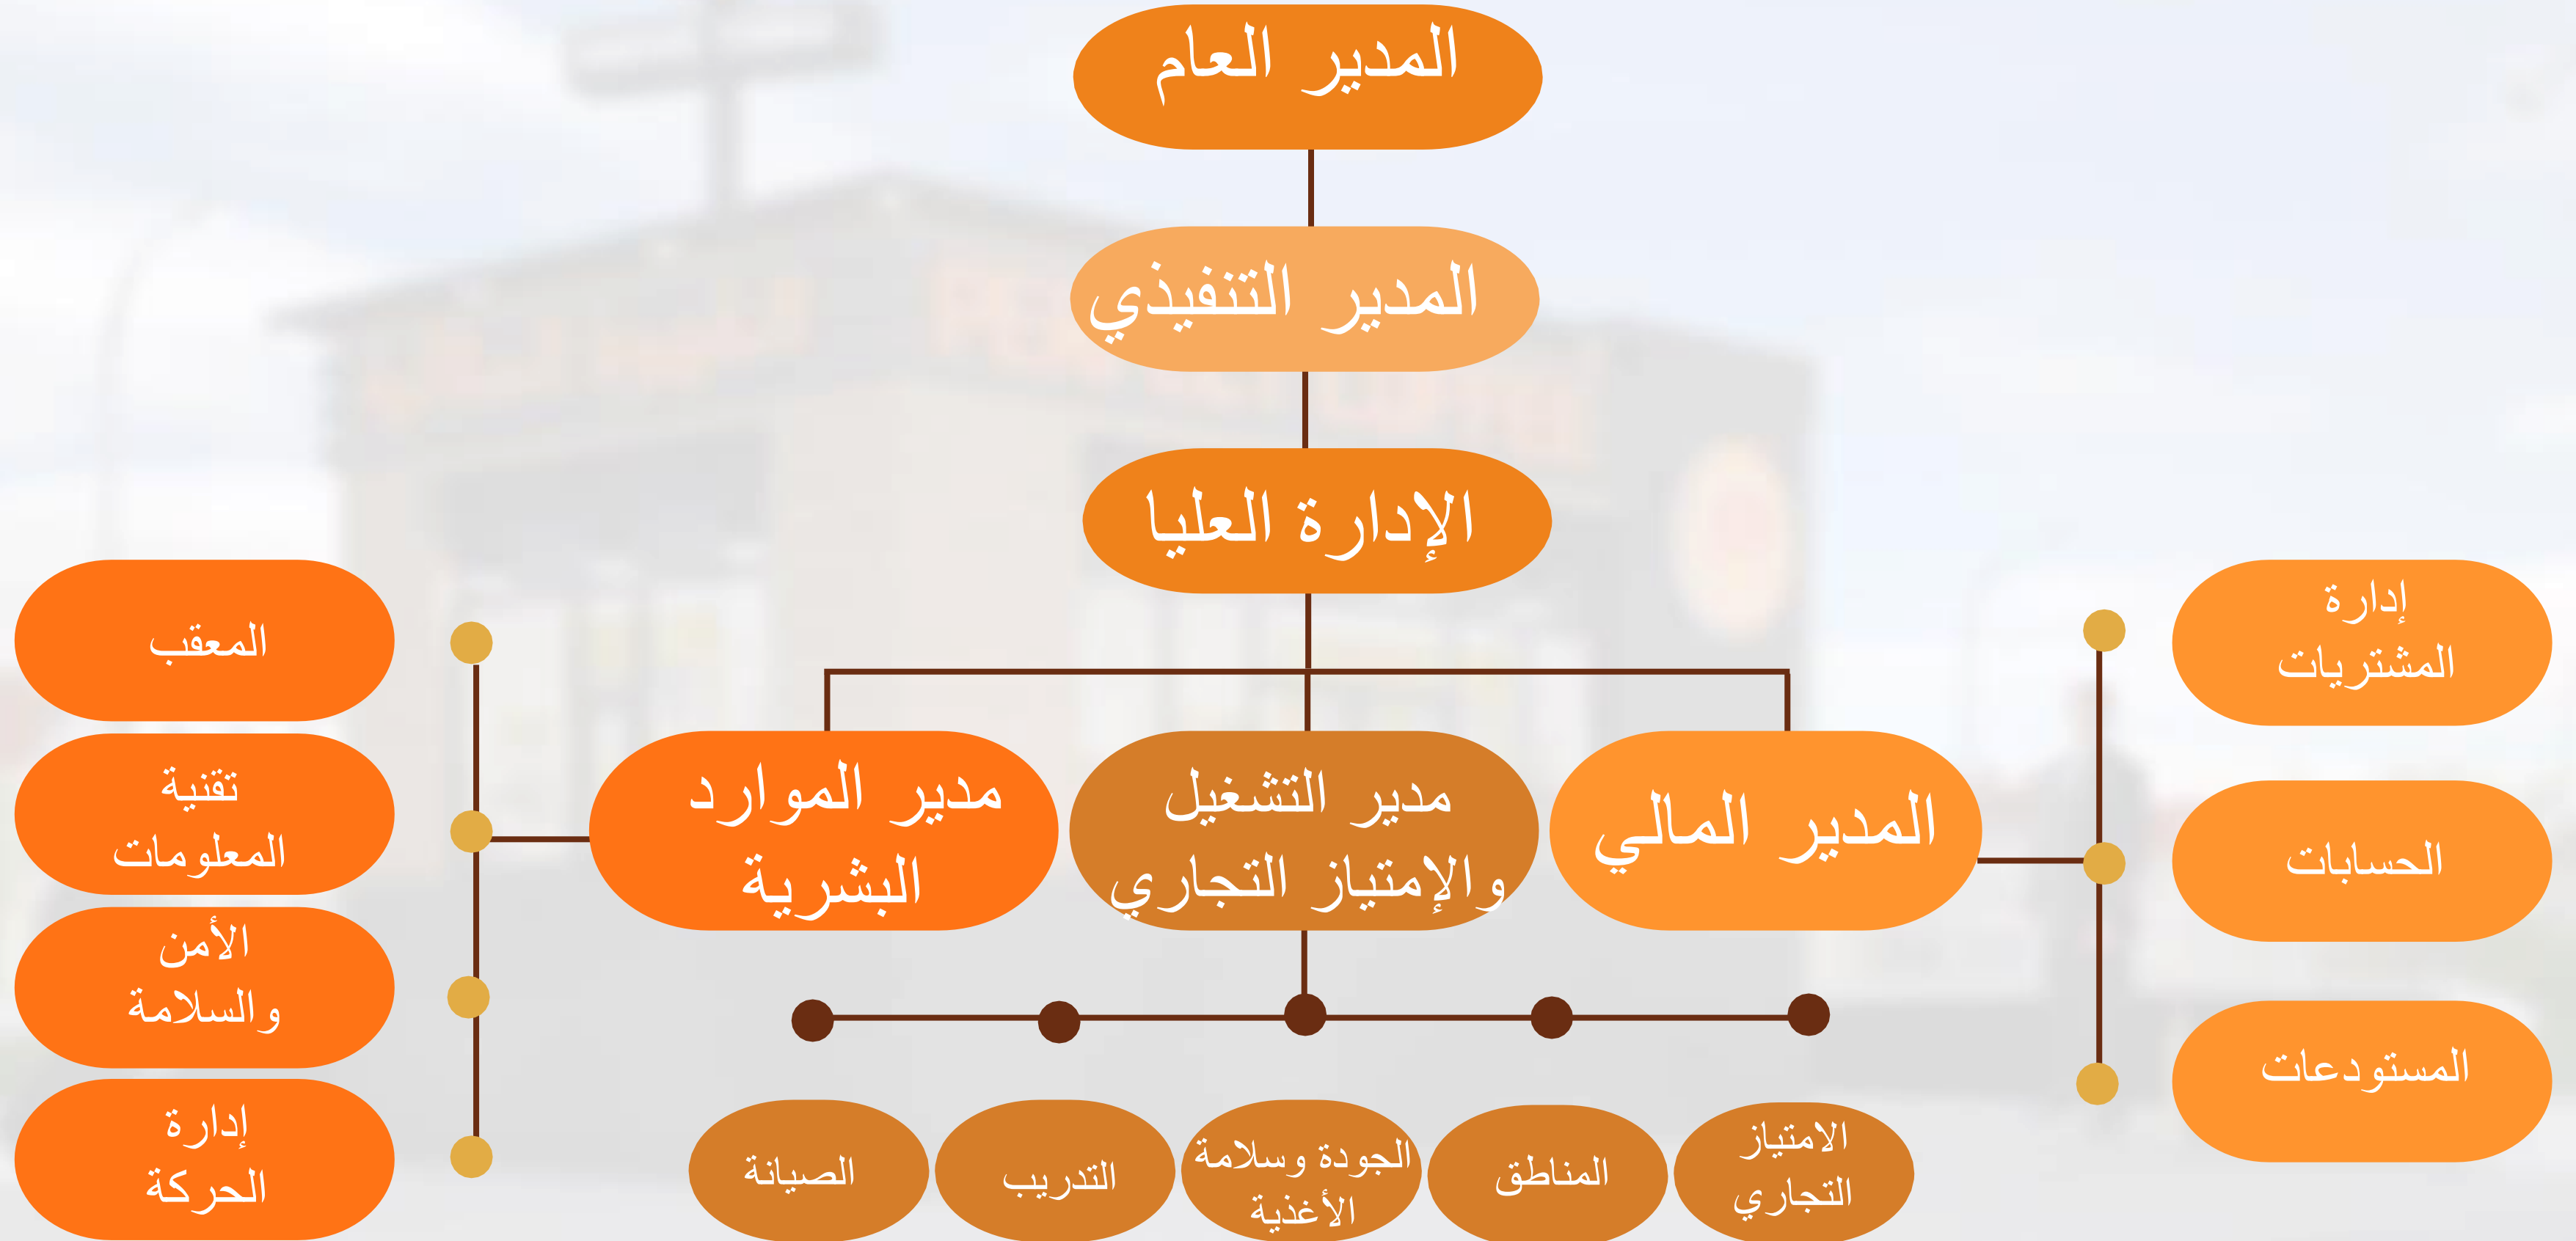 المدير العام
المدير التنفيذي
الإدارة العليا
المدير المالي
مدير التشغيل
والإمتياز التجاري
مدير الموارد
البشرية
إدارة
المشتريات
الحسابات
المستودعات
الامتياز
التجاري
المناطق
الجودة وسلامة
الأغذية
التدريب
الصيانة
المعقب
تقنية
المعلومات
الأمن
والسلامة
إدارة
الحركة